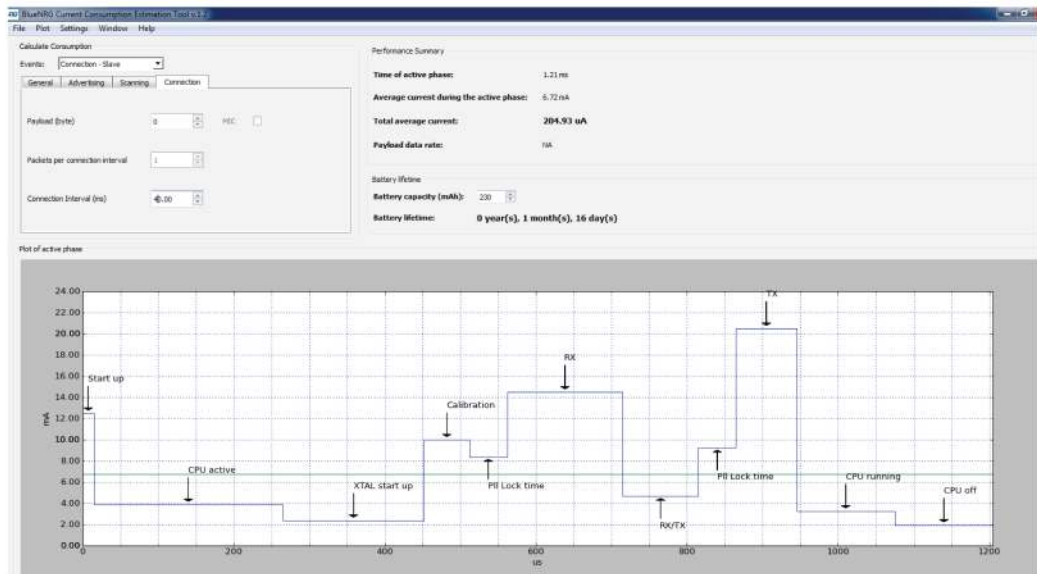 BlueNRG Current Consumption Estimation Tool v.1.2
File Plot Settings Window Help
Calculate Consumption
Events: Connection - Slave
General Advertising Scanning Connection
Payload (byte) 0 MIC
Packets per connection interval 1
Connection Interval (ms) 40.00
Performance Summary
Time of active phase: 1.21 ms
Average current during the active phase: 6.72 mA
Total average current: 204.93 uA
Payload data rate: NA
Battery lifetime
Battery capacity (mAh): 230
Battery lifetime: 0 year(s), 1 month(s), 16 day(s)
Plot of active phase
24.00
22.00
20.00
18.00
16.00
14.00
12.00
10.00
8.00
6.00
4.00
2.00
0.00
mA
Start up
CPU active
XTAL start up
Calibration
Pll Lock time
RX
RX/TX
Pll Lock time
TX
CPU running
CPU off
0 200 400 600 800 1000 1200
us